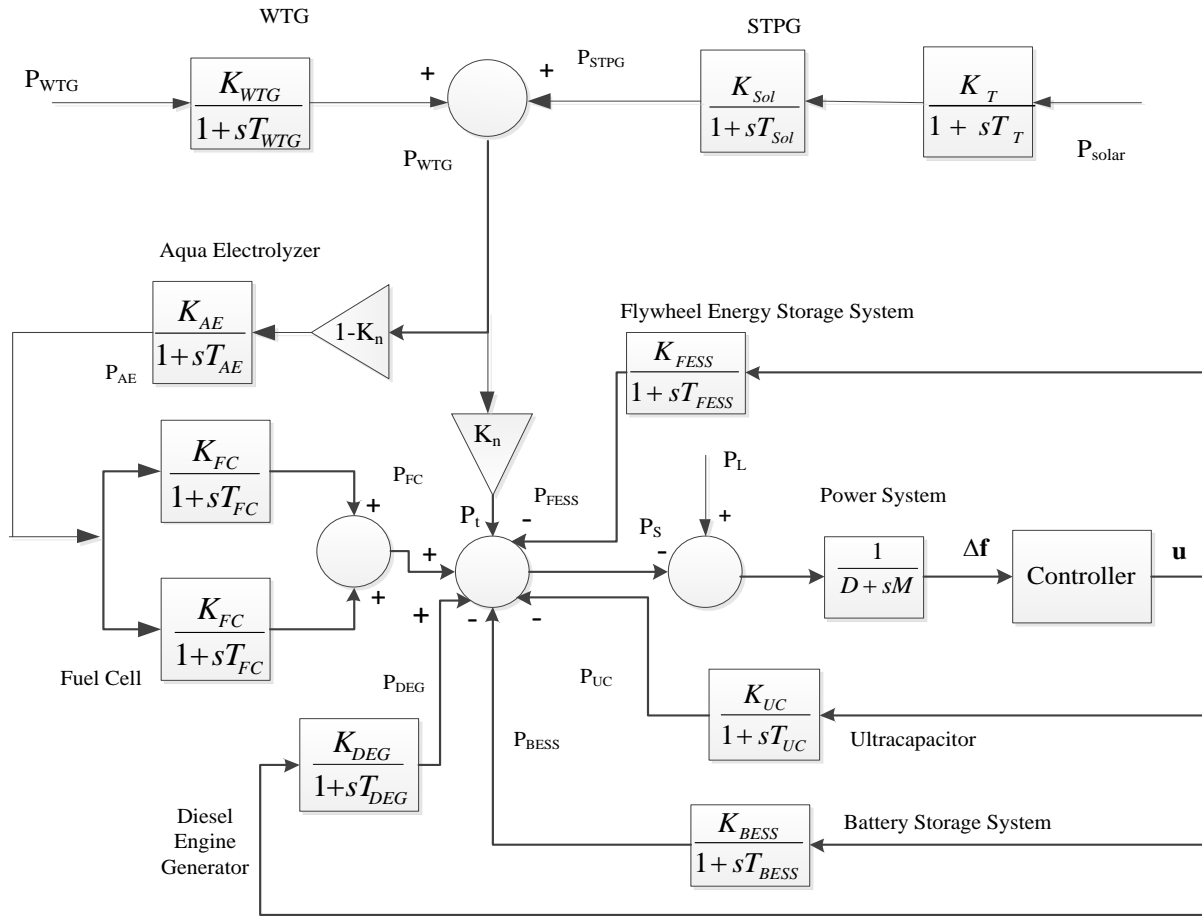 WTG
STPG
P_WTG
K_WTG
1+sT_WTG
+
+
P_STPG
K_Sol
1+sT_Sol
K_T
1 + sT_T
P_solar
P_WTG
Aqua Electrolyzer
K_AE
1+sT_AE
1-K_n
P_AE
Flywheel Energy Storage System
K_FESS
1+sT_FESS
K_n
K_FC
1+sT_FC
P_FC
+
P_t
P_FESS
-
P_L
+
P_S
-
Power System
1
D+sM
Δf
Controller
u
+
+
K_FC
1+sT_FC
Fuel Cell
+
-
-
P_DEG
P_UC
K_UC
1+sT_UC
Ultracapacitor
P_BESS
K_DEG
1+sT_DEG
Diesel
Engine
Generator
Battery Storage System
K_BESS
1+sT_BESS